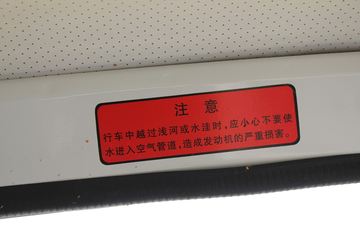 注意
行车中越过浅河或水洼时,应小心不要使
水进入空气管道,造成发动机的严重损害。